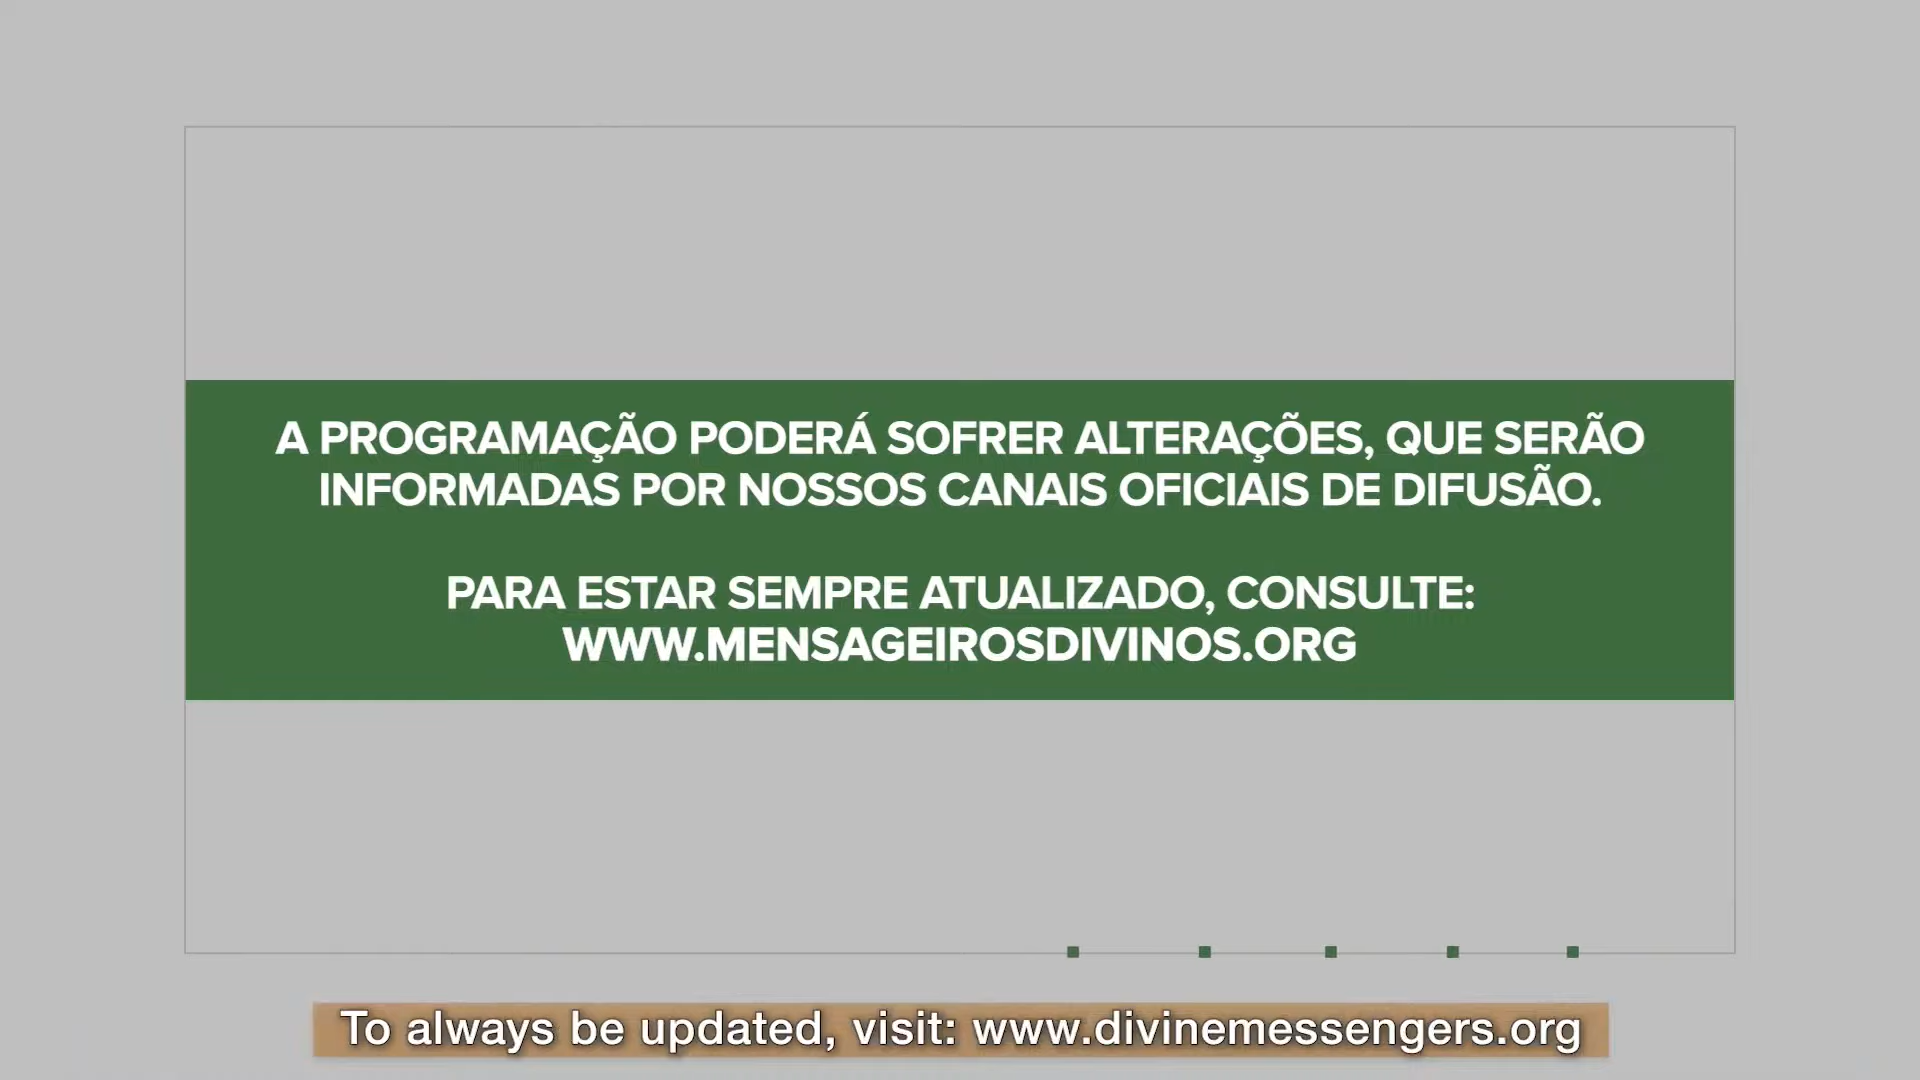 A PROGRAMAÇÃO PODERÁ SOFRER ALTERAÇÕES, QUE SERÃO
INFORMADAS POR NOSSOS CANAIS OFICIAIS DE DIFUSÃO.
PARA ESTAR SEMPRE ATUALIZADO, CONSULTE:
WWW.MENSAGEIROSDIVINOS.ORG
To always be updated, visit: www.divinemessengers.org